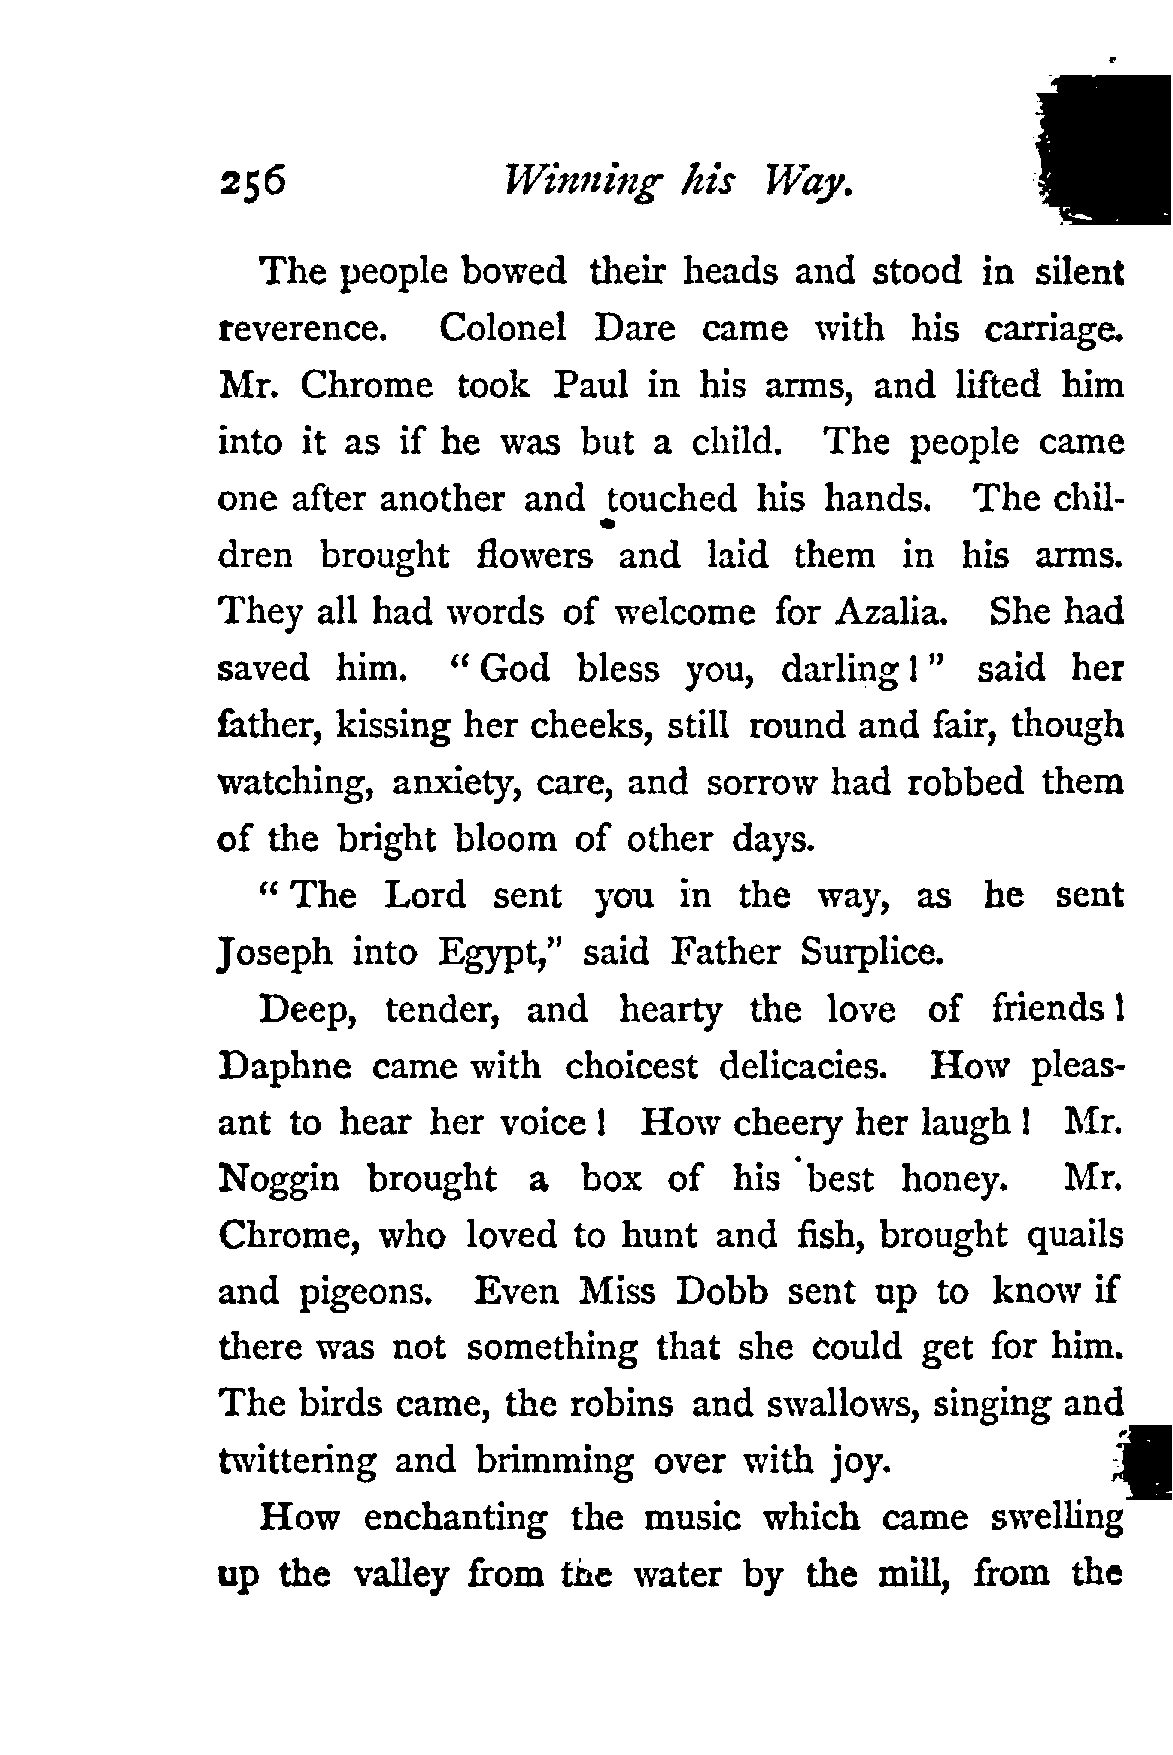 256 Winning his Way.
The people bowed their heads and stood in silent
reverence. Colonel Dare came with his carriage.
Mr. Chrome took Paul in his arms, and lifted him
into it as if he was but a child. The people came
one after another and touched his hands. The chil-
dren brought flowers and laid them in his arms.
They all had words of welcome for Azalia. She had
saved him. “God bless you, darling!” said her
father, kissing her cheeks, still round and fair, though
watching, anxiety, care, and sorrow had robbed them
of the bright bloom of other days.
“The Lord sent you in the way, as he sent
Joseph into Egypt,” said Father Surplice.
Deep, tender, and hearty the love of friends!
Daphne came with choicest delicacies. How pleas-
ant to hear her voice! How cheery her laugh! Mr.
Noggin brought a box of his best honey. Mr.
Chrome, who loved to hunt and fish, brought quails
and pigeons. Even Miss Dobb sent up to know if
there was not something that she could get for him.
The birds came, the robins and swallows, singing and
twittering and brimming over with joy.
How enchanting the music which came swelling
up the valley from the water by the mill, from the